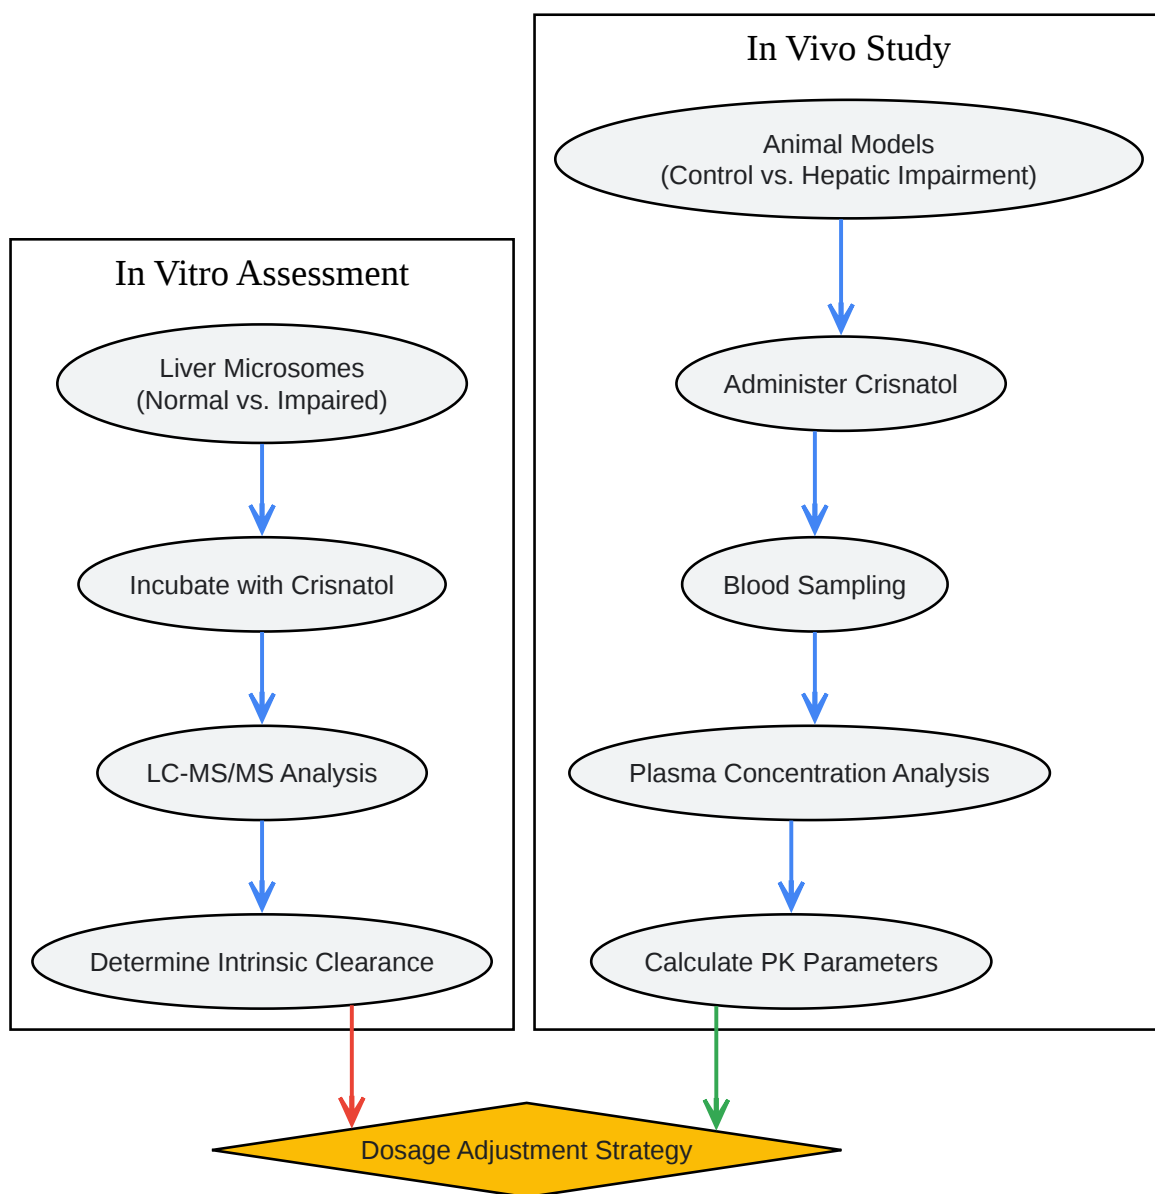 In Vitro Assessment
Liver Microsomes
(Normal vs. Impaired)
Incubate with Crisnatol
LC-MS/MS Analysis
Determine Intrinsic Clearance
In Vivo Study
Animal Models
(Control vs. Hepatic Impairment)
Administer Crisnatol
Blood Sampling
Plasma Concentration Analysis
Calculate PK Parameters
Dosage Adjustment Strategy